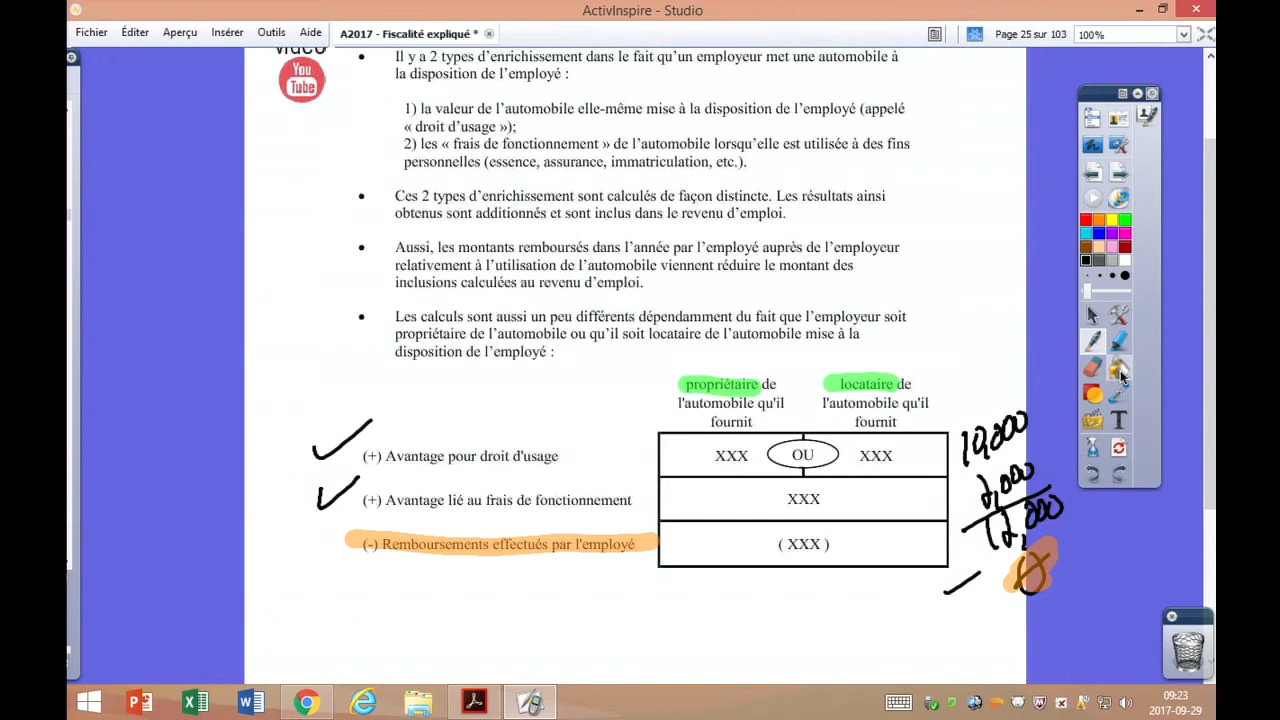 ActivInspire - Studio
Fichier Éditer Aperçu Insérer Outils Aide A2017 - Fiscalité expliqué * Page 25 sur 103 100%
You
Tube
• Il y a 2 types d'enrichissement dans le fait qu'un employeur met une automobile à
la disposition de l'employé :
1) la valeur de l'automobile elle-même mise à la disposition de l'employé (appelé
« droit d'usage »);
2) les « frais de fonctionnement » de l'automobile lorsqu'elle est utilisée à des fins
personnelles (essence, assurance, immatriculation, etc.).
• Ces 2 types d'enrichissement sont calculés de façon distincte. Les résultats ainsi
obtenus sont additionnés et sont inclus dans le revenu d'emploi.
• Aussi, les montants remboursés dans l'année par l'employé auprès de l'employeur
relativement à l'utilisation de l'automobile viennent réduire le montant des
inclusions calculées au revenu d'emploi.
• Les calculs sont aussi un peu différents dépendamment du fait que l'employeur soit
propriétaire de l'automobile ou qu'il soit locataire de l'automobile mise à la
disposition de l'employé :
propriétaire de locataire de
l'automobile qu'il l'automobile qu'il
fournit fournit
(+) Avantage pour droit d'usage XXX OU XXX
10,000
(+) Avantage lié au frais de fonctionnement XXX
2,000
12,000
(-) Remboursements effectués par l'employé ( XXX )
09:23
2017-09-29